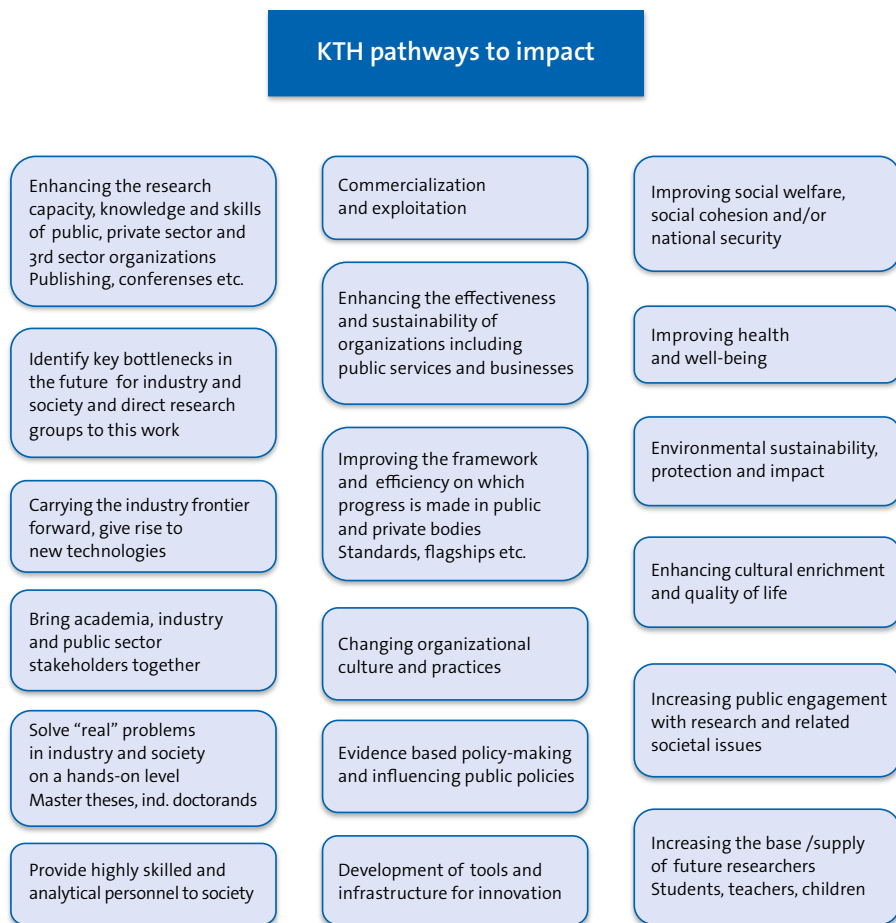 KTH pathways to impact
Enhancing the research
capacity, knowledge and skills
of public, private sector and
3rd sector organizations
Publishing, conferenses etc.
Identify key bottlenecks in
the future for industry and
society and direct research
groups to this work
Carrying the industry frontier
forward, give rise to
new technologies
Bring academia, industry
and public sector
stakeholders together
Solve “real” problems
in industry and society
on a hands-on level
Master theses, ind. doctorands
Provide highly skilled and
analytical personnel to society
Commercialization
and exploitation
Enhancing the effectiveness
and sustainability of
organizations including
public services and businesses
Improving the framework
and efficiency on which
progress is made in public
and private bodies
Standards, flagships etc.
Changing organizational
culture and practices
Evidence based policy-making
and influencing public policies
Development of tools and
infrastructure for innovation
Improving social welfare,
social cohesion and/or
national security
Improving health
and well-being
Environmental sustainability,
protection and impact
Enhancing cultural enrichment
and quality of life
Increasing public engagement
with research and related
societal issues
Increasing the base /supply
of future researchers
Students, teachers, children